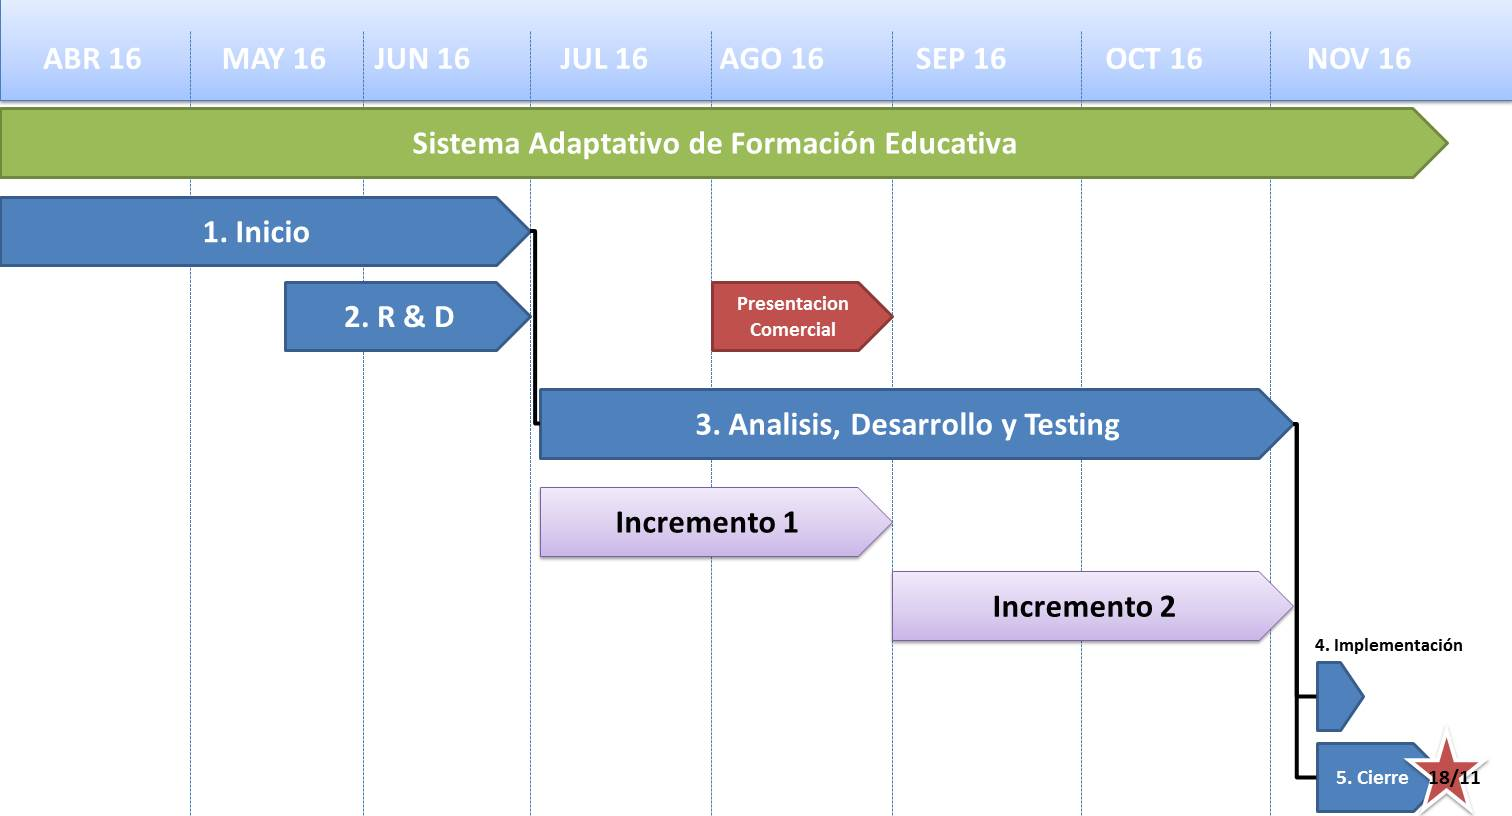 ABR 16 MAY 16 JUN 16 JUL 16 AGO 16 SEP 16 OCT 16 NOV 16
Sistema Adaptativo de Formación Educativa
1. Inicio
2. R & D
Presentacion
Comercial
3. Analisis, Desarrollo y Testing
Incremento 1
Incremento 2
4. Implementación
5. Cierre
18/11